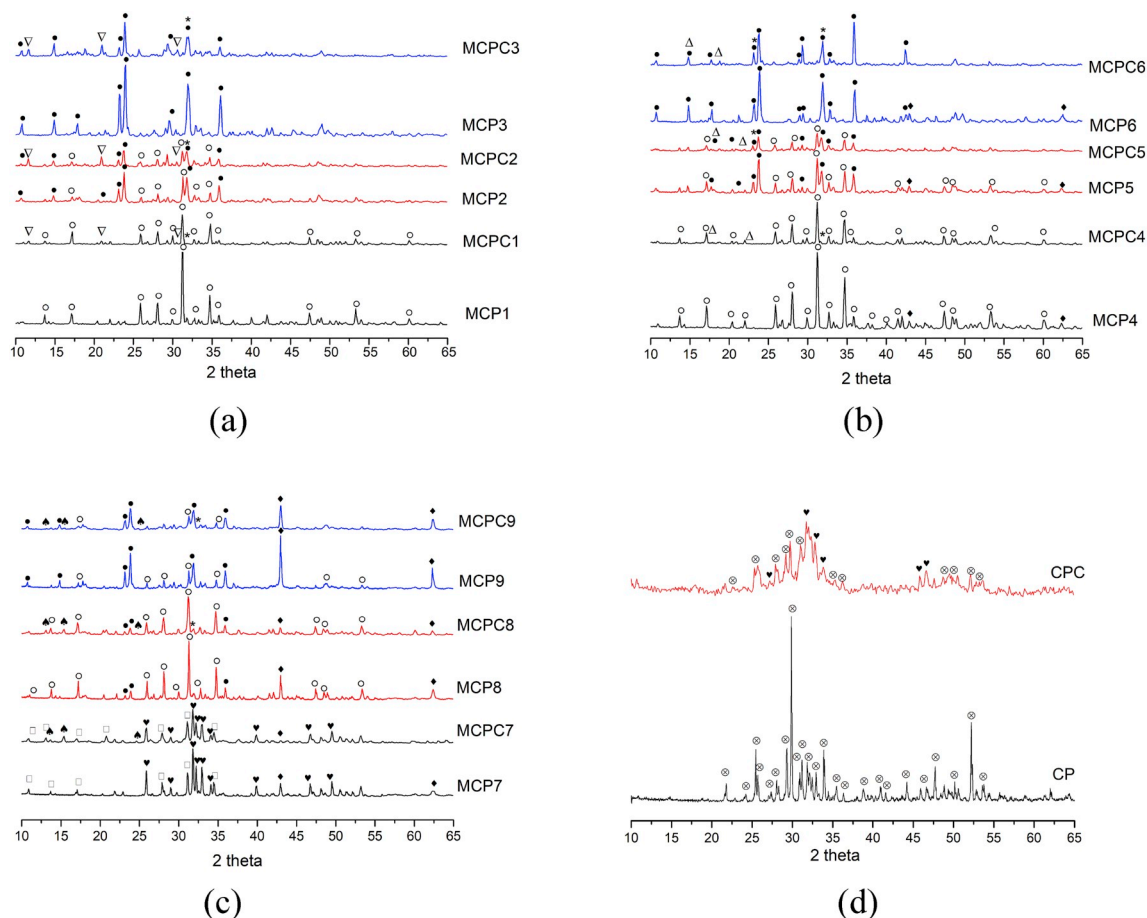 MCPC3
MCP3
MCPC2
MCP2
MCPC1
MCP1
10 15 20 25 30 35 40 45 50 55 60 65
2 theta
(a)
MCPC6
MCP6
MCPC5
MCP5
MCPC4
MCP4
10 15 20 25 30 35 40 45 50 55 60 65
2 theta
(b)
MCPC9
MCP9
MCPC8
MCP8
MCPC7
MCP7
10 15 20 25 30 35 40 45 50 55 60 65
2 theta
(c)
CPC
CP
10 15 20 25 30 35 40 45 50 55 60 65
2 theta
(d)